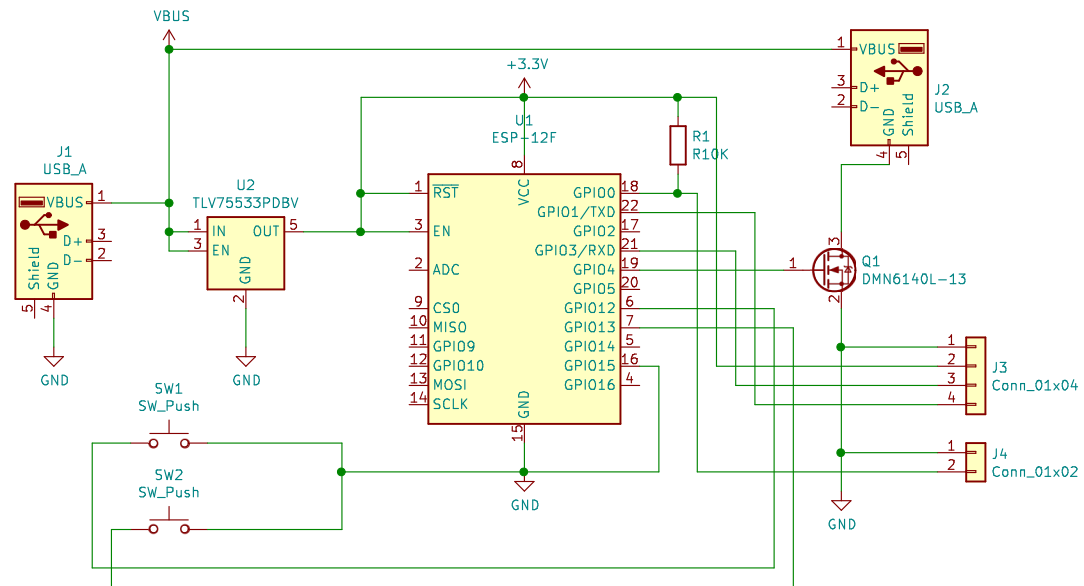 VBUS
+3.3V
J1
USB_A
VBUS 1
D+ 3
D- 2
Shield
GND
5
4
GND
U2
TLV75533PDBV
1 IN
3 EN
OUT 5
GND
2
GND
U1
ESP-12F
8
VCC
1 RST
3 EN
2 ADC
9 CS0
10 MISO
11 GPIO9
12 GPIO10
13 MOSI
14 SCLK
GPIO0 18
GPIO1/TXD 22
GPIO2 17
GPIO3/RXD 21
GPIO4 19
GPIO5 20
GPIO12 6
GPIO13 7
GPIO14 5
GPIO15 16
GPIO16 4
GND
15
GND
R1
R10K
1 VBUS
3 D+
2 D-
GND
Shield
4
5
J2
USB_A
3
1
2
Q1
DMN6140L-13
1
2
3
4
J3
Conn_01x04
1
2
J4
Conn_01x02
GND
SW1
SW_Push
SW2
SW_Push